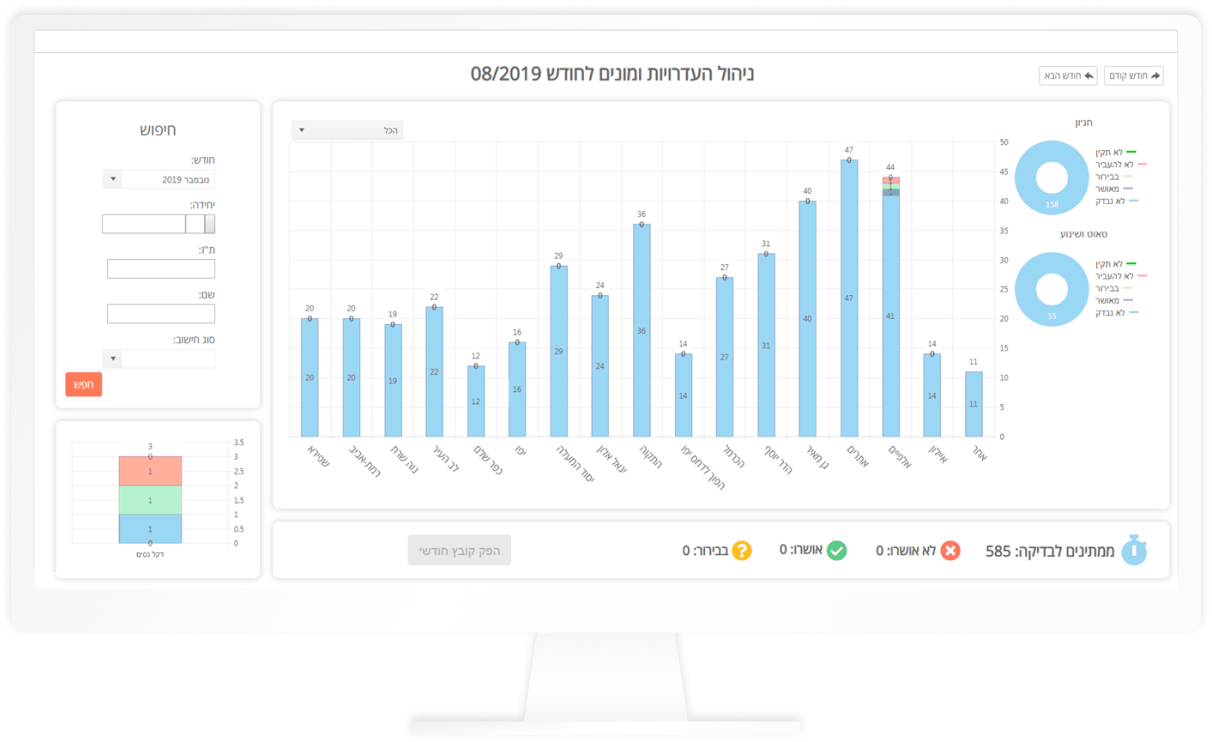 ניהול העדרויות ומונים לחודש 08/2019
חודש קודם
חודש הבא
חניון
לא תקין
לא להעביר
בבירור
מאושר
לא נבדק
158
טאוט ושינוע
לא תקין
לא להעביר
בבירור
מאושר
לא נבדק
55
הכל
50
45
40
35
30
25
20
15
10
5
0
11
11
אחר
14
0
14
איילון
44
0
41
אלפיים
47
0
47
אתרים
40
0
40
גן מאיר
31
0
31
הדר יוסף
27
0
27
הכרמל
14
0
14
הפוך לדחס יפו
36
0
36
התקוה
24
0
24
יגאל אלון
29
0
29
יסוד המעלה
16
0
16
יפו
12
0
12
כפר שלם
22
0
22
לב העיר
19
0
19
נוה שרת
20
0
20
רמת-אביב
20
0
20
שפירא
חיפוש
חודש:
נובמבר 2019
יחידה:
ת"ז:
שם:
סוג חישוב:
חפש
3.5
3
2.5
2
1.5
1
0.5
0
3
0
1
1
1
0
דקל נסים
ממתינים לבדיקה: 585
לא אושרו: 0
אושרו: 0
בבירור: 0
הפק קובץ חודשי